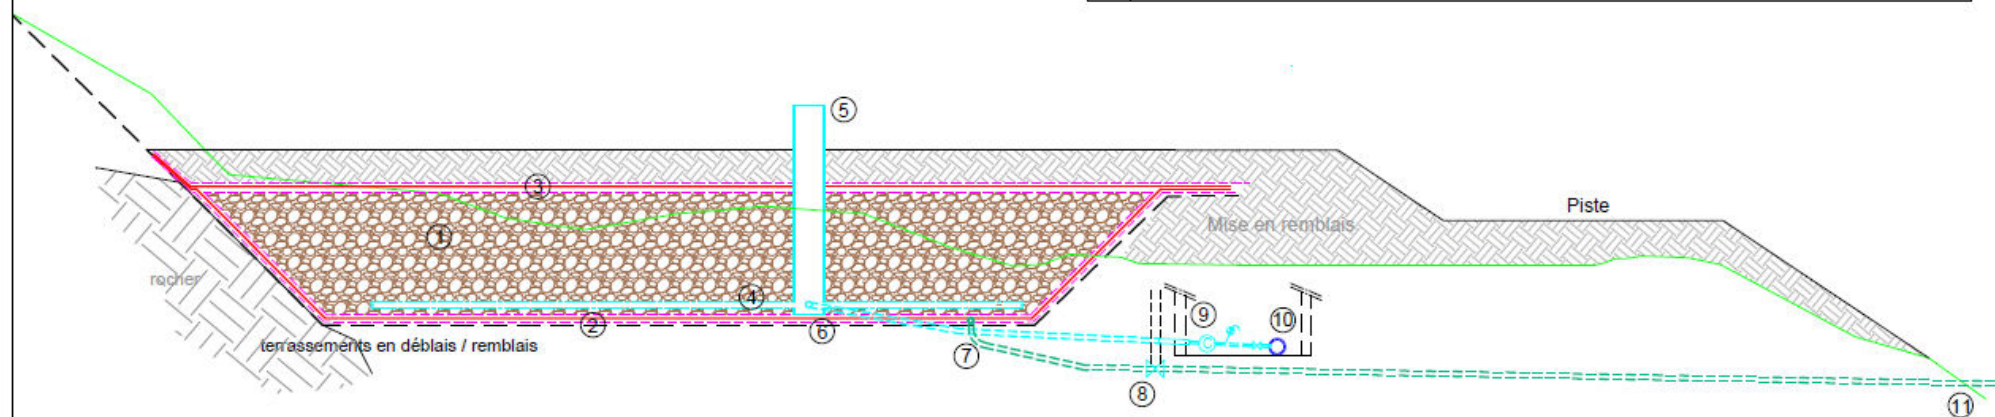 5
Piste
3
Mise en remblais
1
rocher
4
9
10
2
6
terrassements en déblais / remblais
7
C
8
11